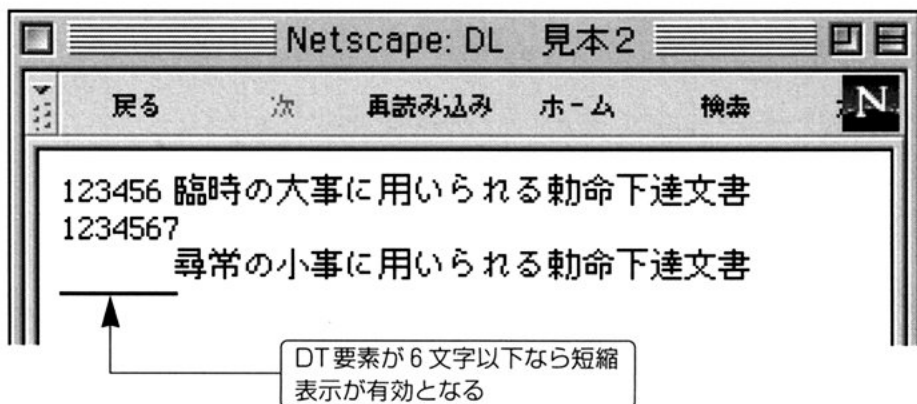 Netscape: DL 見本2
戻る 次 再読み込み ホーム 検索 N
123456 臨時の大事に用いられる勅命下達文書
1234567
尋常の小事に用いられる勅命下達文書
DT要素が6文字以下なら短縮
表示が有効となる